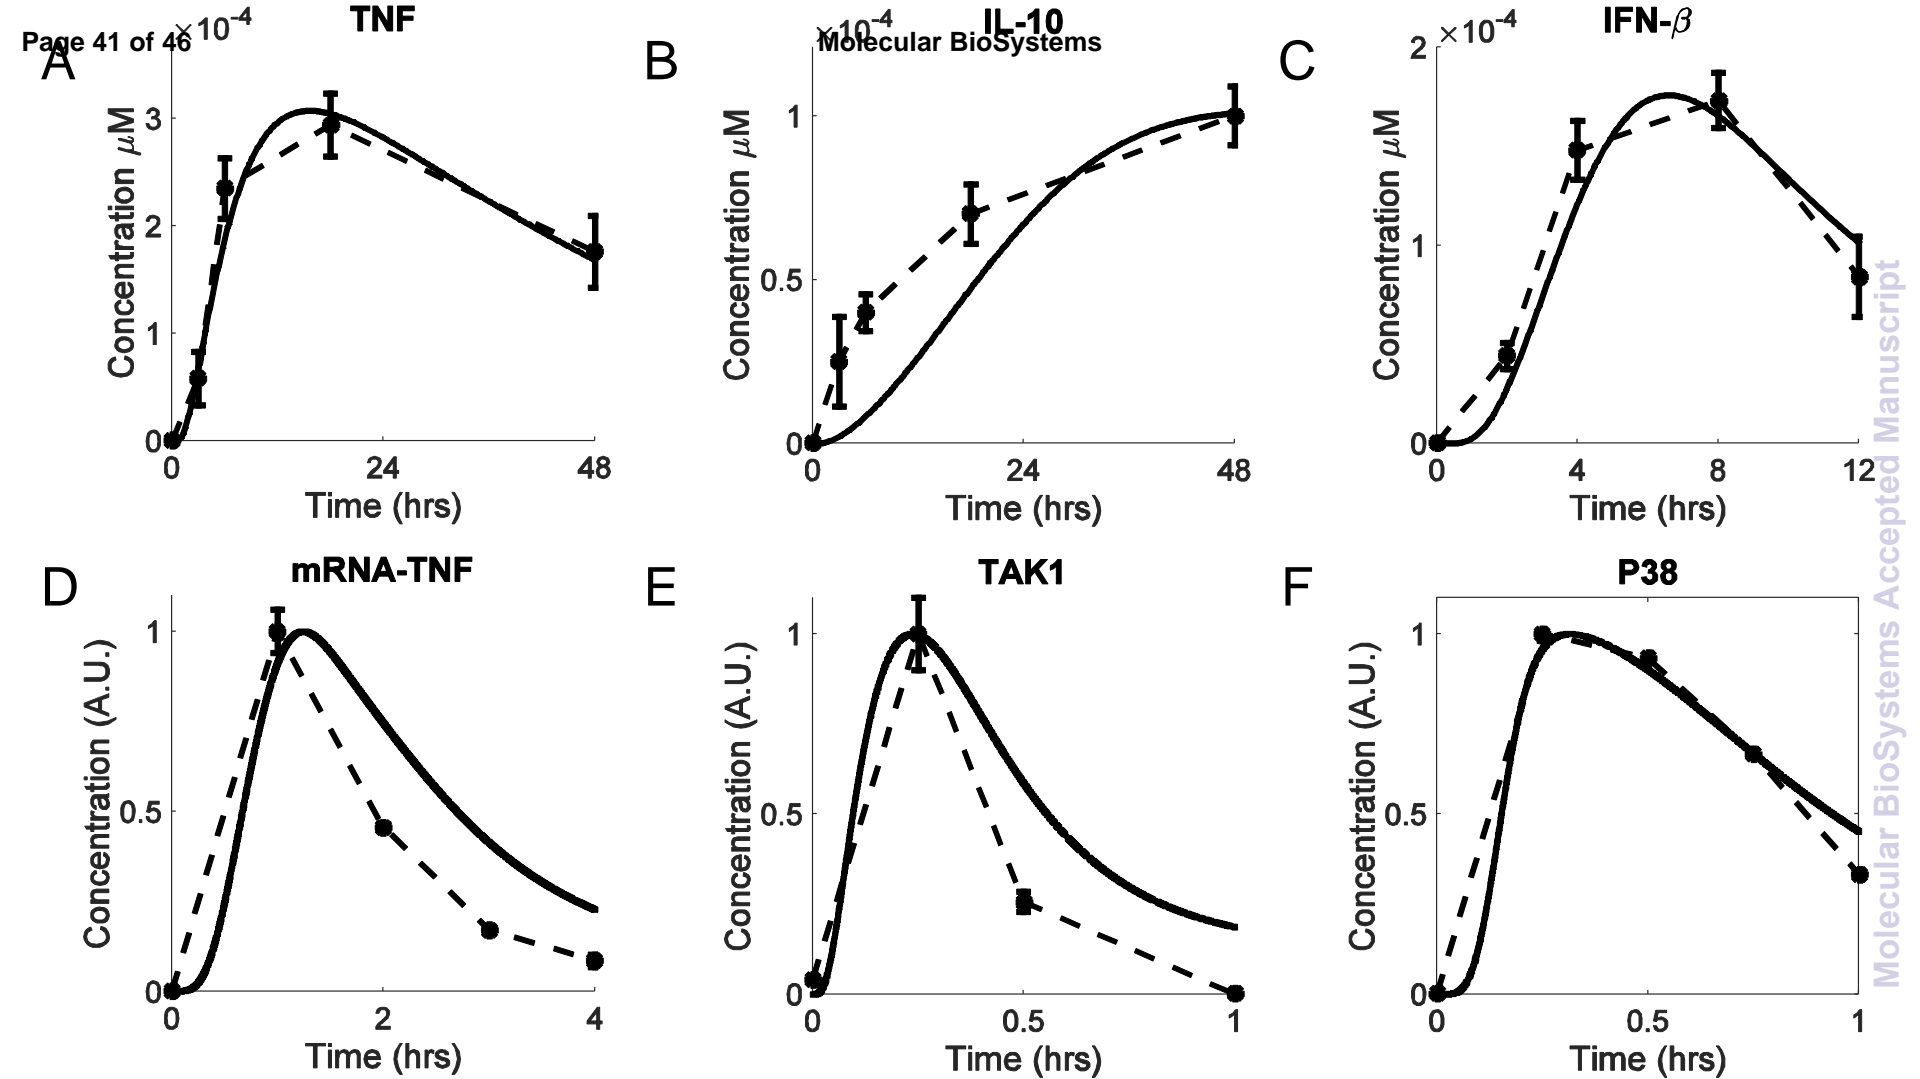 Page 41 of 46
Molecular BioSystems
A
×10-4
TNF
3
2
1
0
0
24
48
Concentration μM
Time (hrs)
B
×10-4
IL-10
1
0.5
0
0
24
48
Concentration μM
Time (hrs)
C
×10-4
IFN-β
2
1
0
0
4
8
12
Concentration μM
Time (hrs)
D
mRNA-TNF
1
0.5
0
0
2
4
Concentration (A.U.)
Time (hrs)
E
TAK1
1
0.5
0
0
0.5
1
Concentration (A.U.)
Time (hrs)
F
P38
1
0.5
0
0
0.5
1
Concentration (A.U.)
Time (hrs)
Molecular BioSystems Accepted Manuscript